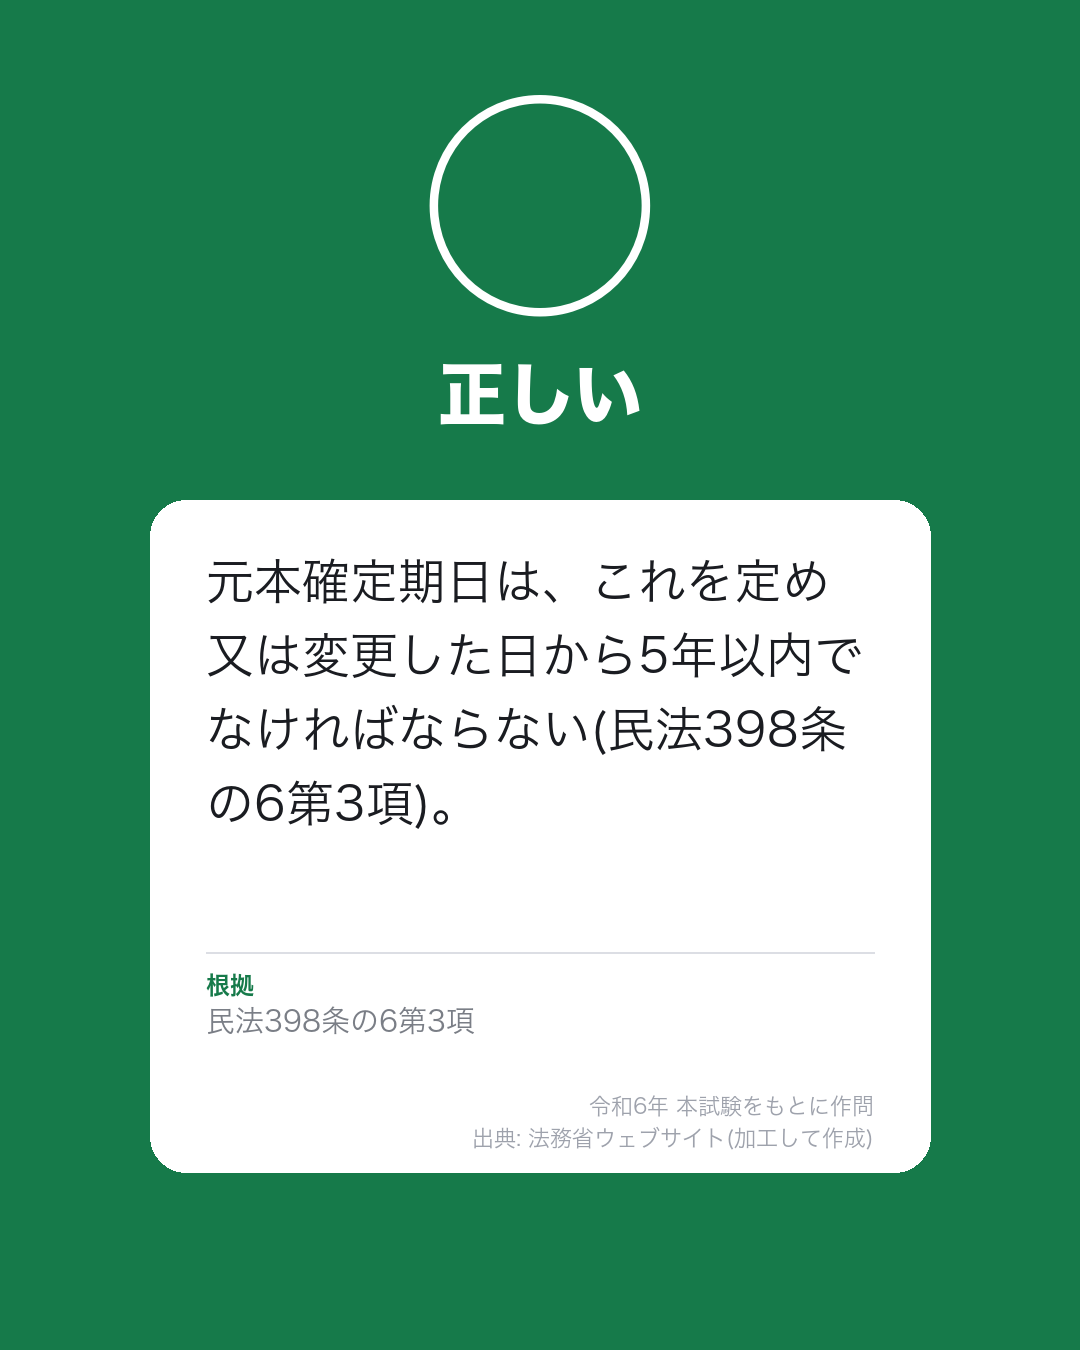 正しい
元本確定期日は、これを定め
又は変更した日から5年以内で
なければならない(民法398条
の6第3項)。
根拠
民法398条の6第3項
令和6年 本試験をもとに作問
出典: 法務省ウェブサイト(加工して作成)